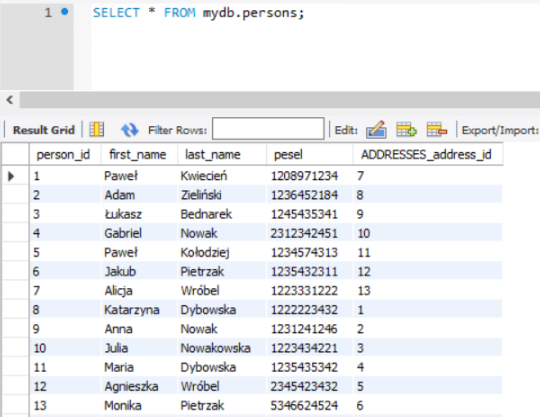 1 SELECT * FROM mydb.persons;
Result Grid Filter Rows: Edit: Export/Import:
person_id first_name last_name pesel ADDRESSES_address_id
1 Paweł Kwiecień 1208971234 7
2 Adam Zieliński 1236452184 8
3 Łukasz Bednarek 1245435341 9
4 Gabriel Nowak 2312342451 10
5 Paweł Kołodziej 1234574313 11
6 Jakub Pietrzak 1235432311 12
7 Alicja Wróbel 1223331222 13
8 Katarzyna Dybowska 1222223432 1
9 Anna Nowak 1231241246 2
10 Julia Nowakowska 1223434221 3
11 Maria Dybowska 1235435342 4
12 Agnieszka Wróbel 2345423432 5
13 Monika Pietrzak 5346624524 6